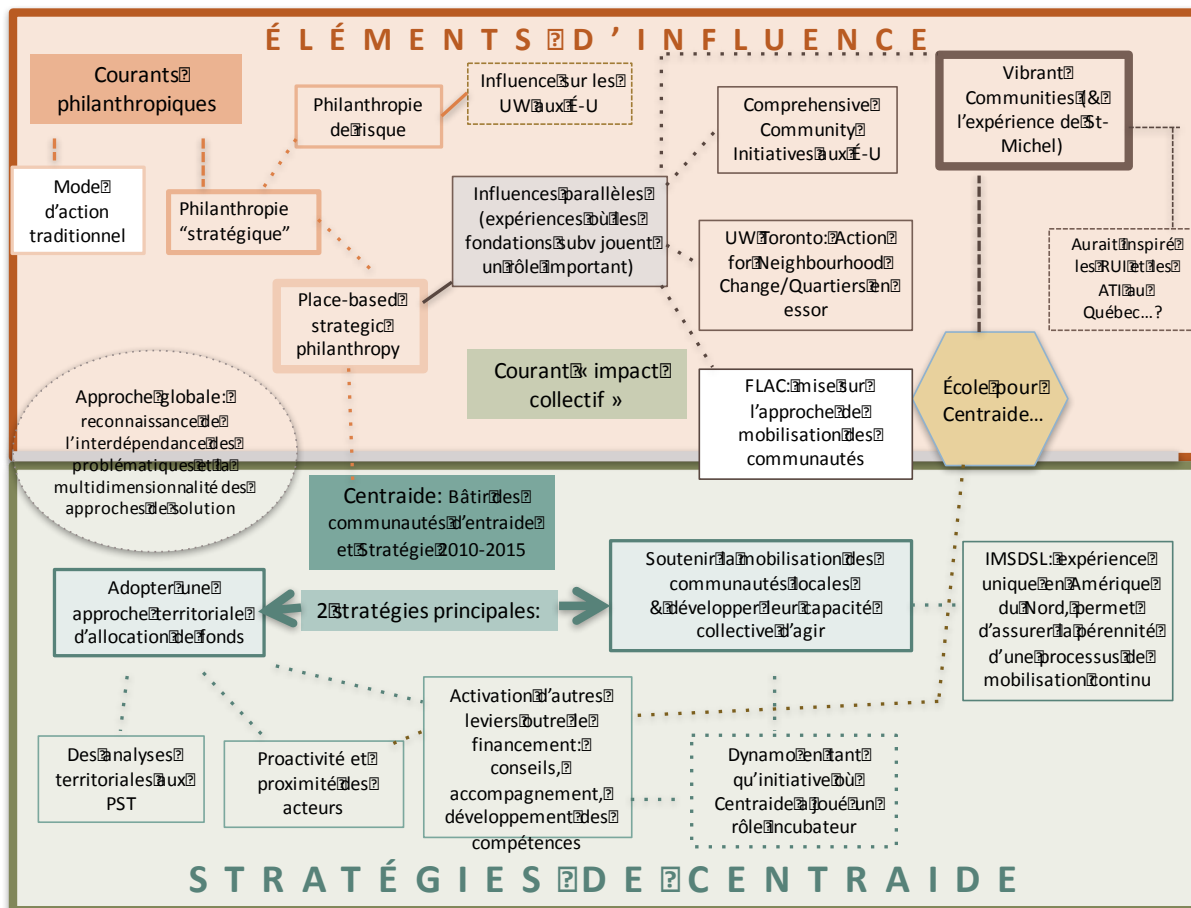 ÉLÉMENTS D'INFLUENCE
Courants
philanthropiques
Mode
d'action
traditionnel
Philanthropie
“stratégique”
Philanthropie
de risque
Influence sur les
UW aux É-U
Place-based
strategic
philanthropy
Influences parallèles
(expériences où les
fondations subv jouent
un rôle important)
Comprehensive
Community
Initiatives aux É-U
UW Toronto: Action
for Neighbourhood
Change/Quartiers en
essor
FLAC: mise sur
l'approche de
mobilisation des
communautés
Vibrant
Communities (&
l'expérience de St-
Michel)
Aurait inspiré
les RUI et les
ATI au
Québec…?
École pour
Centraide…
Courant « impact
collectif »
Approche globale:
reconnaissance de
l'interdépendance des
problématiques et la
multidimensionnalité des
approches de solution
Centraide: Bâtir des
communautés d'entraide
et Stratégie 2010-2015
Adopter une
approche territoriale
d'allocation de fonds
2 stratégies principales:
Soutenir la mobilisation des
communautés locales
& développer leur capacité
collective d'agir
IMSDSL: expérience
unique en Amérique
du Nord, permet
d'assurer la pérennité
d'une processus de
mobilisation continu
Des analyses
territoriales aux
PST
Proactivité et
proximité des
acteurs
Activation d'autres
leviers outre le
financement:
conseils,
accompagnement,
développement des
compétences
Dynamo en tant
qu'initiative où
Centraide a joué un
rôle incubateur
STRATÉGIES DE CENTRAIDE